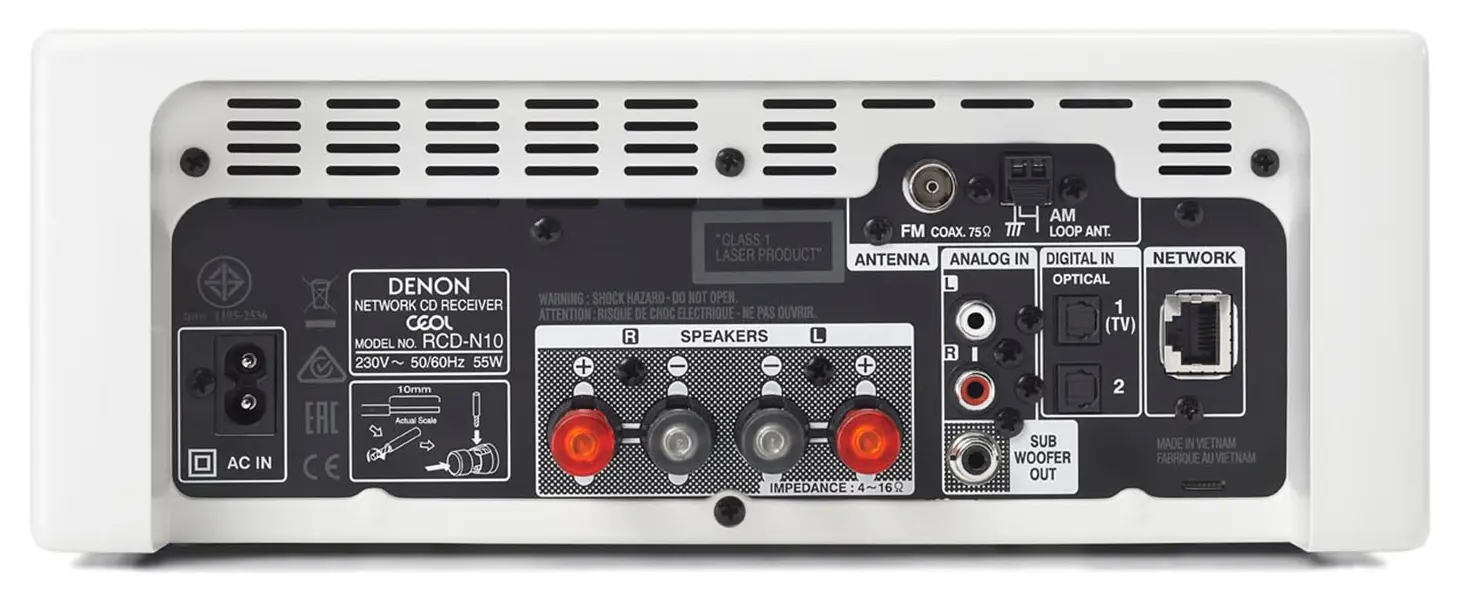 FM COAX. 75Ω
AM
LOOP ANT.
"CLASS 1
LASER PRODUCT"
ANTENNA
ANALOG IN
DIGITAL IN
NETWORK
OPTICAL
L
1
(TV)
R
2
SUB
WOOFER
OUT
DENON
NETWORK CD RECEIVER
CEOL
MODEL NO. RCD-N10
230V～ 50/60Hz 55W
WARNING : SHOCK HAZARD - DO NOT OPEN.
ATTENTION : RISQUE DE CHOC ELECTRIQUE - NE PAS OUVRIR.
R SPEAKERS L
+ − − +
IMPEDANCE : 4～16Ω
10mm
Actual Scale
EAC
CE
AC IN
MADE IN VIETNAM
FABRIQUE AU VIETNAM